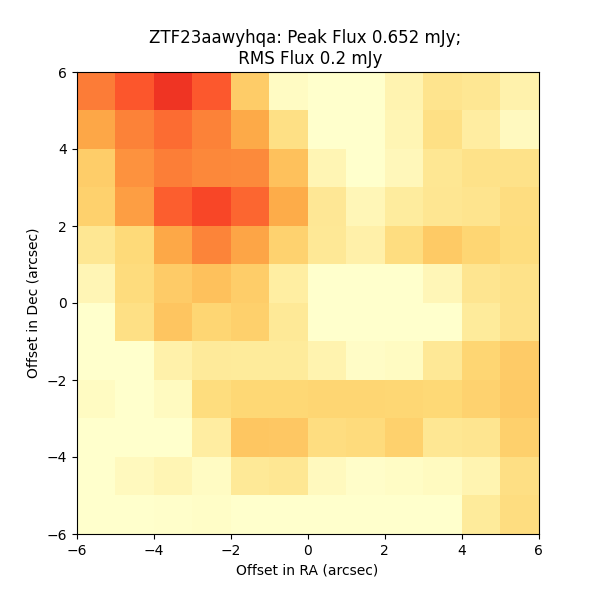 ZTF23aawyhqa: Peak Flux 0.652 mJy;
RMS Flux 0.2 mJy
6
4
2
0
−2
−4
−6
Offset in Dec (arcsec)
−6 −4 −2 0 2 4 6
Offset in RA (arcsec)